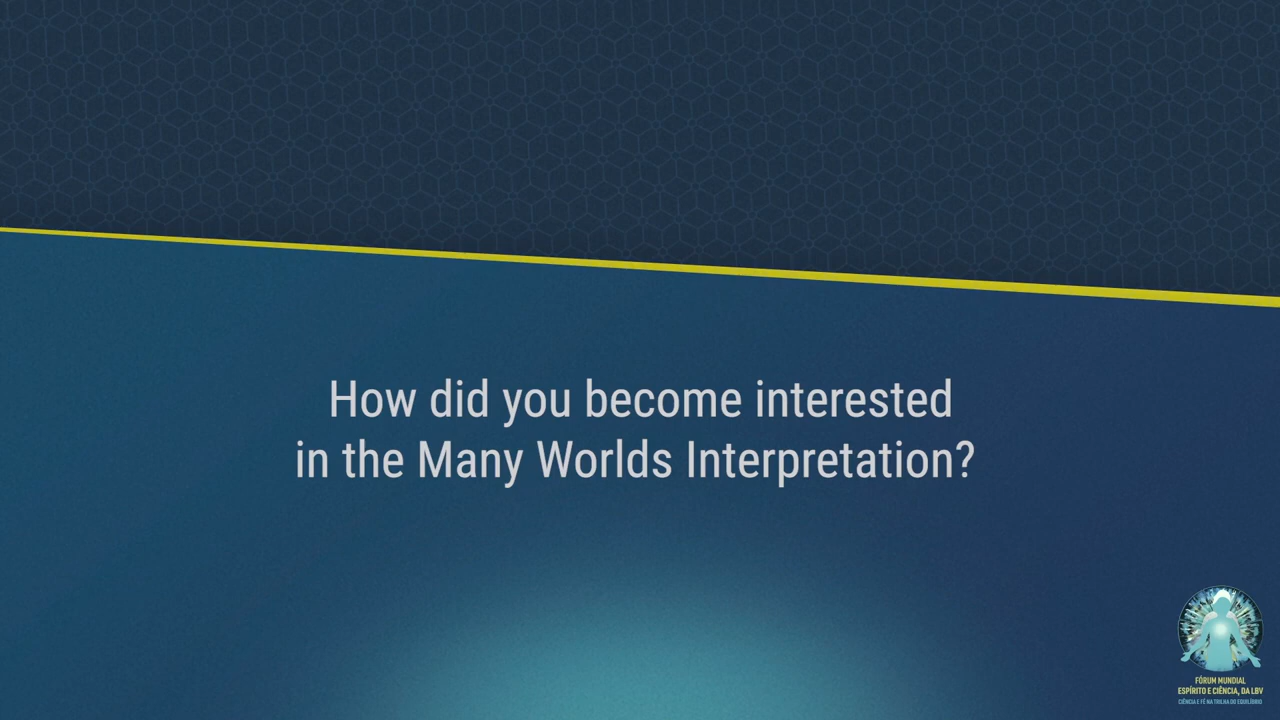 How did you become interested
in the Many Worlds Interpretation?
FÓRUM MUNDIAL
ESPÍRITO E CIÊNCIA, DA LBV
CIÊNCIA E FÉ NA TRILHA DO EQUILÍBRIO